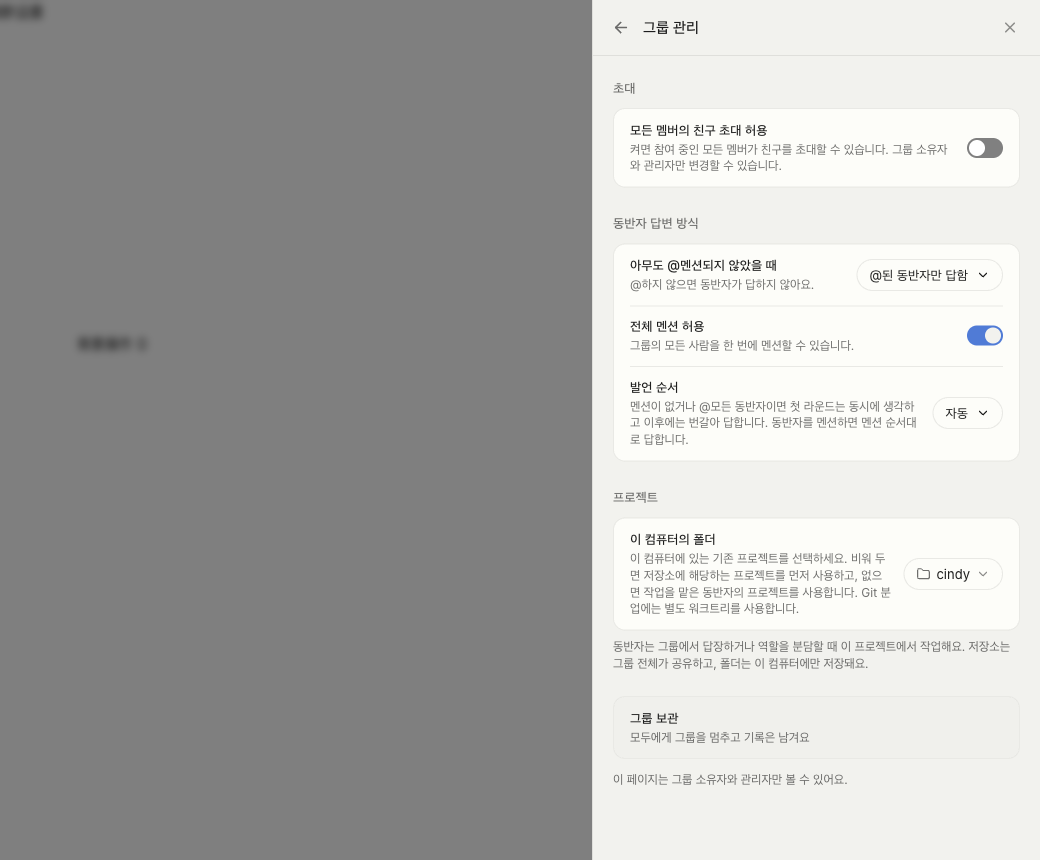 그룹 관리
초대
모든 멤버의 친구 초대 허용
켜면 참여 중인 모든 멤버가 친구를 초대할 수 있습니다. 그룹 소유자
와 관리자만 변경할 수 있습니다.
동반자 답변 방식
아무도 @멘션되지 않았을 때
@하지 않으면 동반자가 답하지 않아요.
@된 동반자만 답함
전체 멘션 허용
그룹의 모든 사람을 한 번에 멘션할 수 있습니다.
발언 순서
멘션이 없거나 @모든 동반자이면 첫 라운드는 동시에 생각하
고 이후에는 번갈아 답합니다. 동반자를 멘션하면 멘션 순서대
로 답합니다.
자동
프로젝트
이 컴퓨터의 폴더
이 컴퓨터에 있는 기존 프로젝트를 선택하세요. 비워 두
면 저장소에 해당하는 프로젝트를 먼저 사용하고, 없으
면 작업을 맡은 동반자의 프로젝트를 사용합니다. Git 분
업에는 별도 워크트리를 사용합니다.
cindy
동반자는 그룹에서 답장하거나 역할을 분담할 때 이 프로젝트에서 작업해요. 저장소는
그룹 전체가 공유하고, 폴더는 이 컴퓨터에만 저장돼요.
그룹 보관
모두에게 그룹을 멈추고 기록은 남겨요
이 페이지는 그룹 소유자와 관리자만 볼 수 있어요.